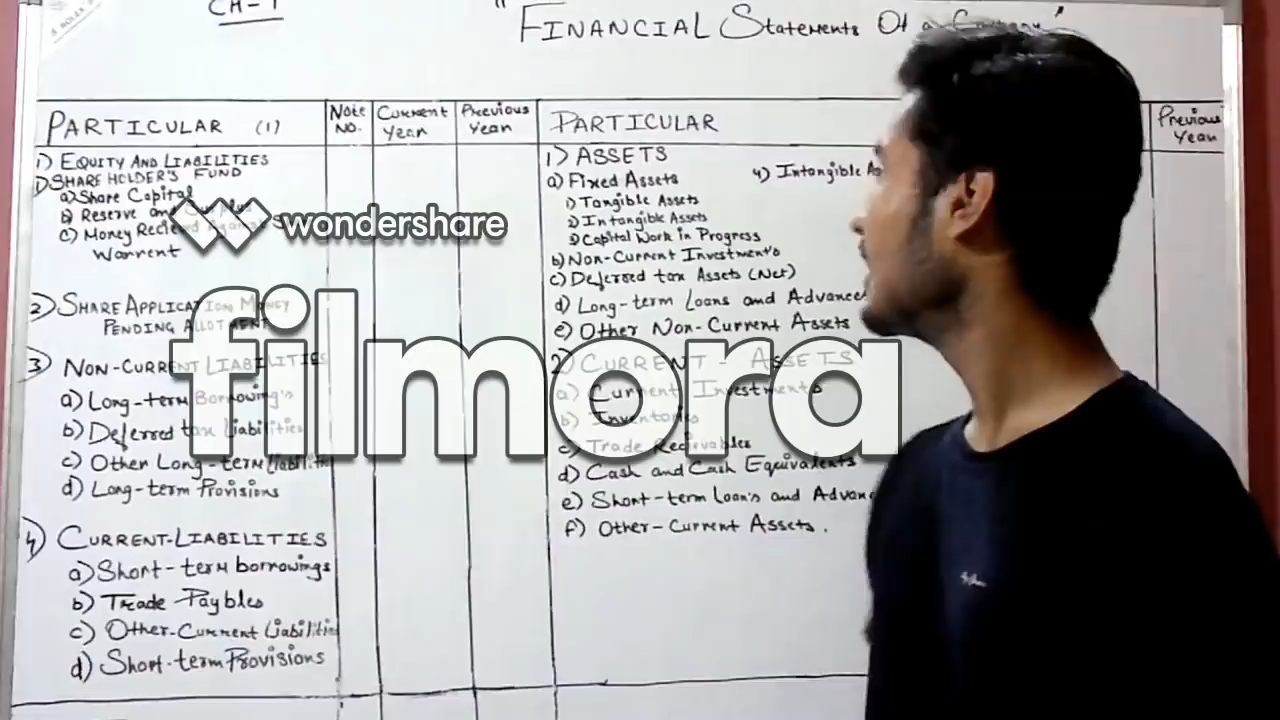 CH-1
"FINANCIAL Statements Of a Company"
PARTICULAR (1)
Note NO.
Current Year
Previous Year
1) EQUITY AND LIABILITIES
1) SHARE HOLDER'S FUND
a) Share Capital
b) Reserve and
c) Money
Warrent
2) SHARE APPLICATION MONEY
PENDING ALLOTMENT
3) NON-CURRENT LIABILITIES
a) Long-term Borrowing's
b) Deferred tax Liabilities
c) Other Long-term Liabilities
d) Long-term Provisions
4) CURRENT-LIABILITIES
a) Short-term borrowings
b) Trade Paybles
c) Other-Current Liabilities
d) Short-term Provisions
PARTICULAR
Previous Year
1) ASSETS
a) Fixed Assets
4) Intangible As
1) Tangible Assets
2) Intangible Assets
3) Capital Work in Progress
b) Non-Current Investment's
c) Deferred tax Assets (Net)
d) Long-term Loans and Advances
e) Other Non-Current Assets
2) CURRENT-ASSETS
a) Current Investments
b) Inventories
c) Trade Recievables
d) Cash and Cash Equivalents
e) Short-term Loan's and Advan
f) Other-Current Assets.
wondershare
filmora